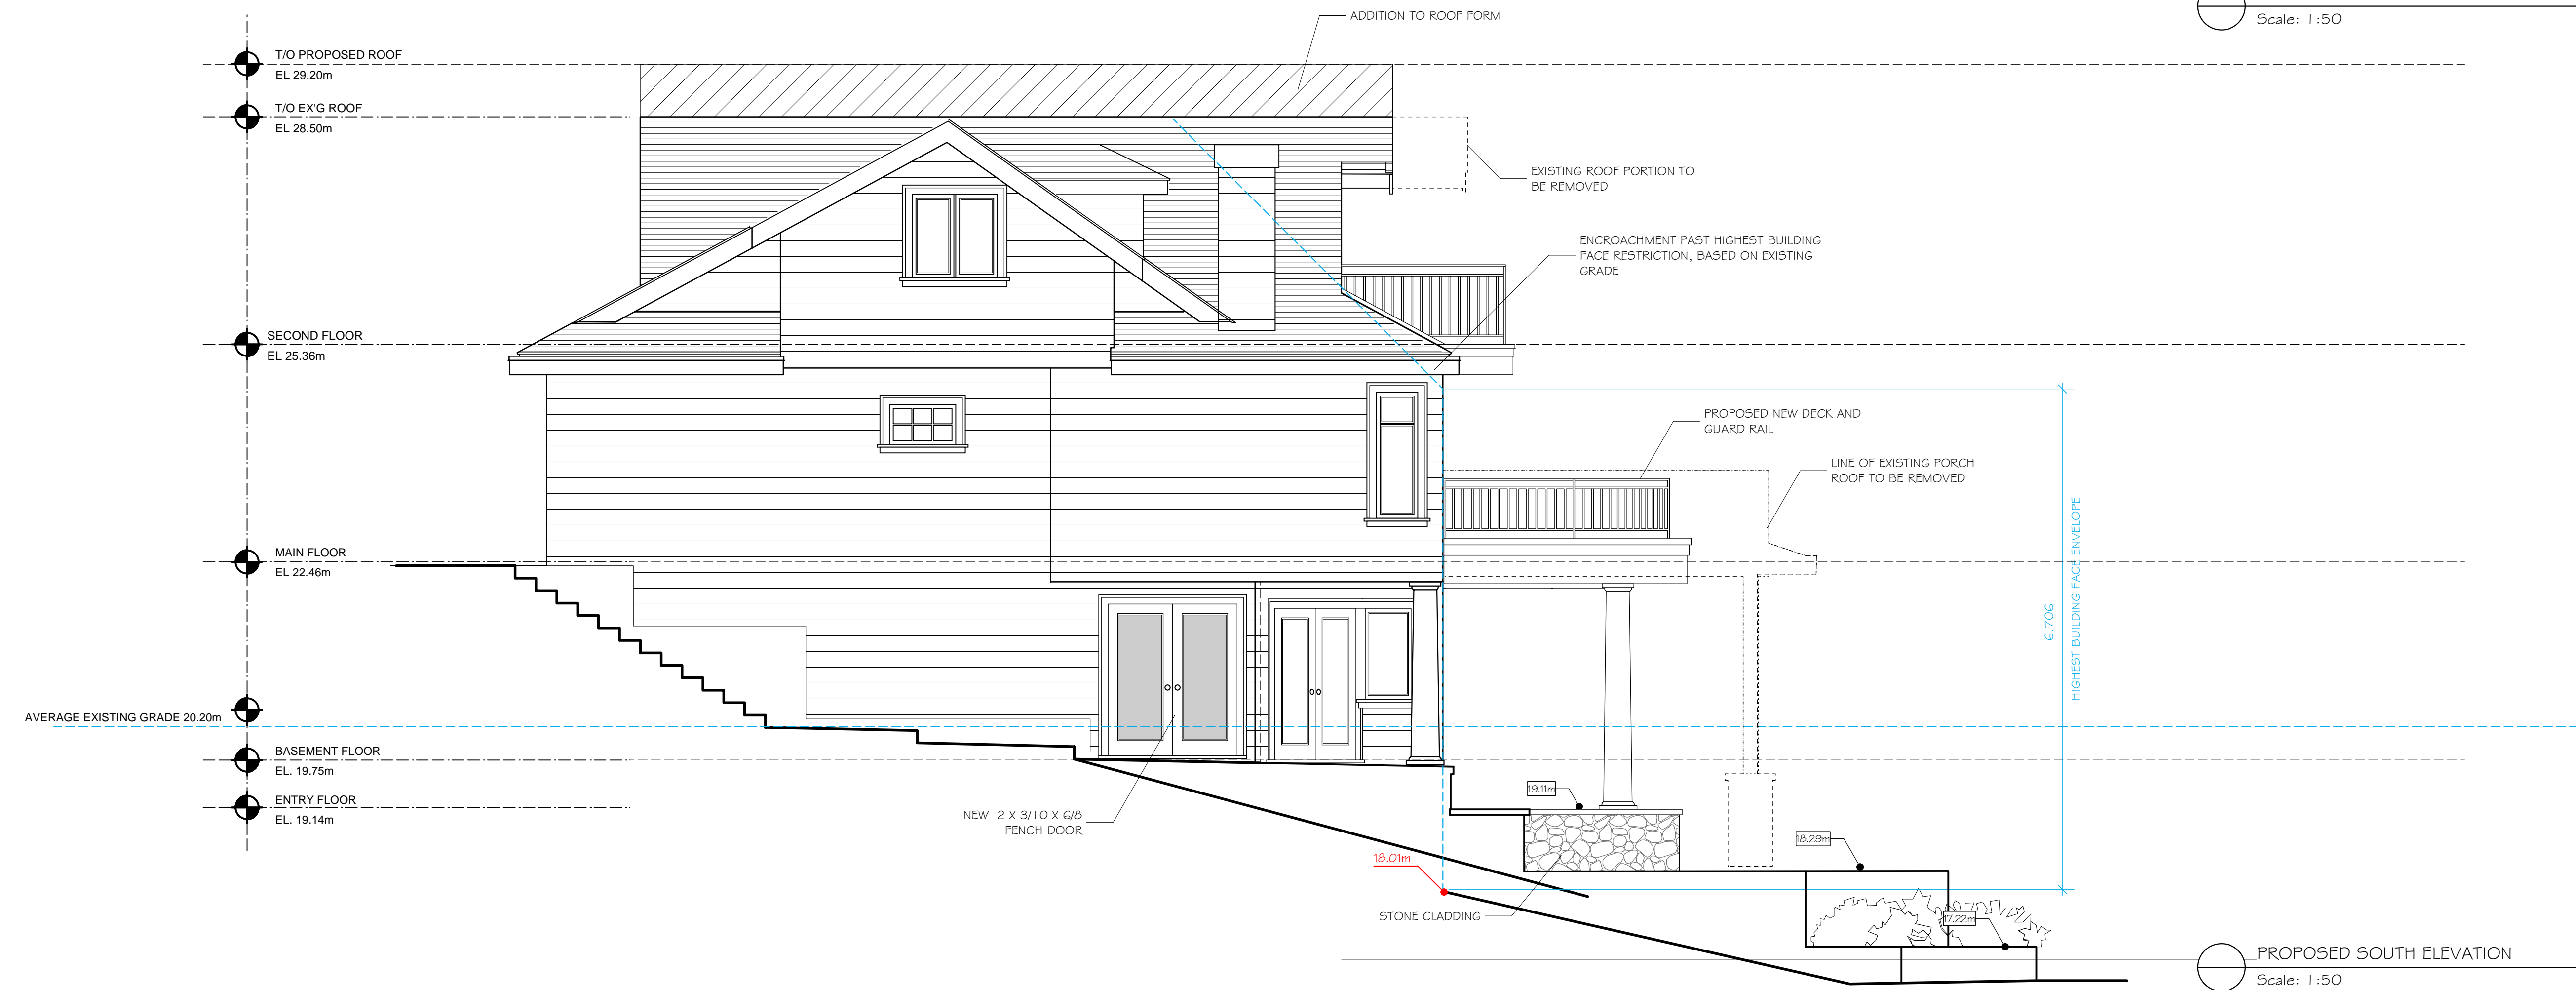 ADDITION TO ROOF FORM
Scale: 1:50
T/O PROPOSED ROOF
EL 29.20m
T/O EX'G ROOF
EL 28.50m
EXISTING ROOF PORTION TO
BE REMOVED
ENCROACHMENT PAST HIGHEST BUILDING
FACE RESTRICTION, BASED ON EXISTING
GRADE
SECOND FLOOR
EL 25.36m
PROPOSED NEW DECK AND
GUARD RAIL
LINE OF EXISTING PORCH
ROOF TO BE REMOVED
MAIN FLOOR
EL 22.46m
6.706
HIGHEST BUILDING FACE ENVELOPE
AVERAGE EXISTING GRADE 20.20m
BASEMENT FLOOR
EL. 19.75m
ENTRY FLOOR
EL. 19.14m
NEW 2 X 3/10 X 6/8
FENCH DOOR
19.11m
18.29m
18.01m
STONE CLADDING
17.22m
PROPOSED SOUTH ELEVATION
Scale: 1:50